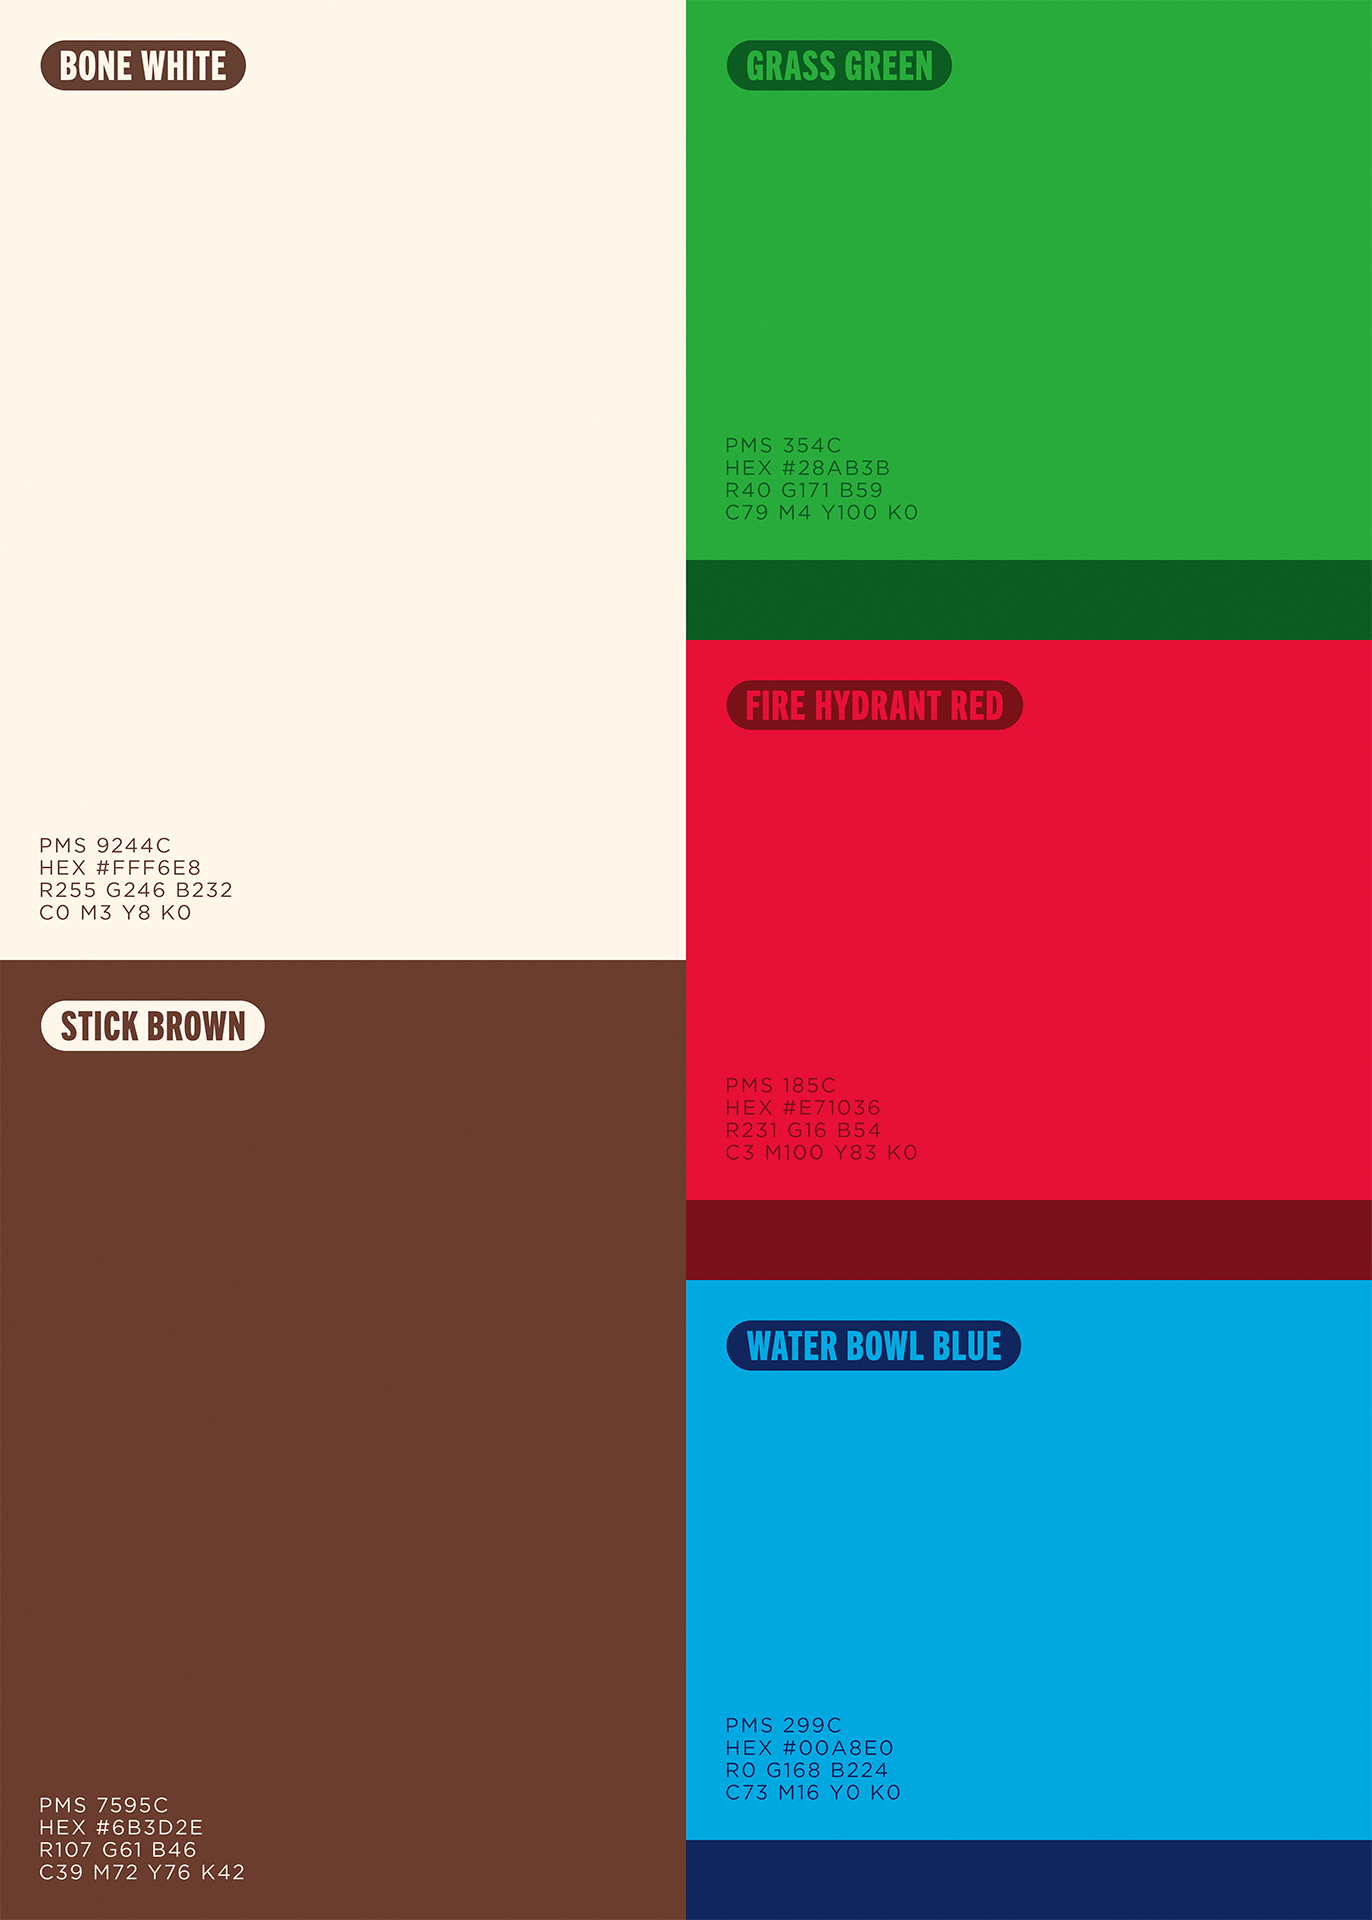 BONE WHITE
PMS 9244C
HEX #FFF6E8
R255 G246 B232
C0 M3 Y8 K0
STICK BROWN
PMS 7595C
HEX #6B3D2E
R107 G61 B46
C39 M72 Y76 K42
GRASS GREEN
PMS 354C
HEX #28AB3B
R40 G171 B59
C79 M4 Y100 K0
FIRE HYDRANT RED
PMS 185C
HEX #E71036
R231 G16 B54
C3 M100 Y83 K0
WATER BOWL BLUE
PMS 299C
HEX #00A8E0
R0 G168 B224
C73 M16 Y0 K0